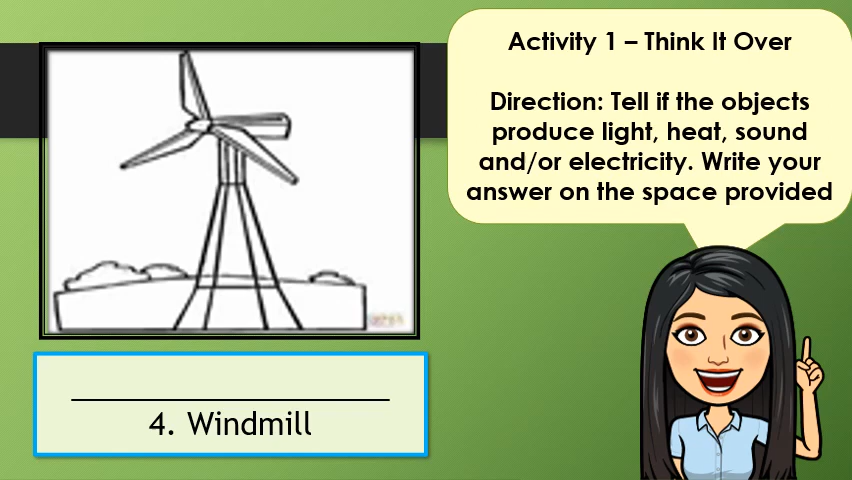 Activity 1 – Think It Over
Direction: Tell if the objects
produce light, heat, sound
and/or electricity. Write your
answer on the space provided
4. Windmill